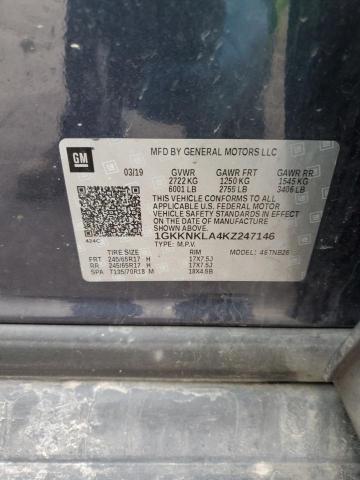 GM
MFD BY GENERAL MOTORS LLC
03/19 GVWR GAWR FRT GAWR RR
2722 KG 1250 KG 1545 KG
6001 LB 2755 LB 3406 LB
THIS VEHICLE CONFORMS TO ALL APPLICABLE
U.S. FEDERAL MOTOR VEHICLE SAFETY
STANDARDS IN EFFECT ON THE
DATE OF MANUFACTURE
SHOWN ABOVE.
424C 1GKKNKLA4KZ247146
TYPE: M.P.V. MODEL:
TIRE SIZE RIM
FRT 245/65R17 H 17X7.5J
RR 245/65R17 H 17X7.5J
SPA T135/70R18 M 18X4.5B